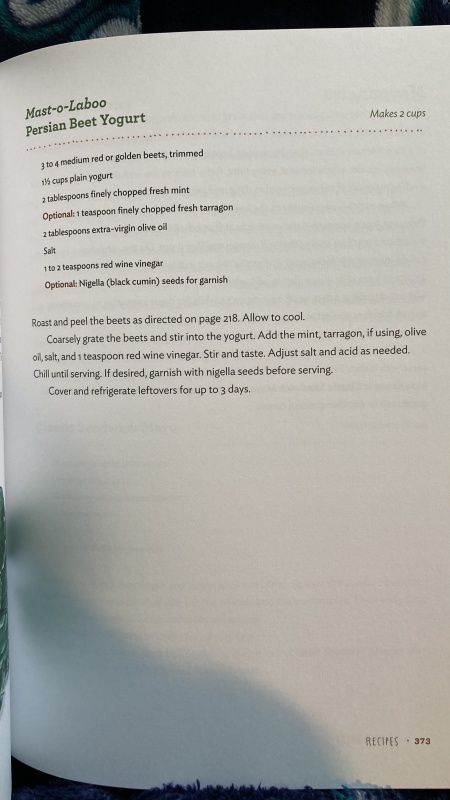 Mast-o-Laboo
Persian Beet Yogurt
Makes 2 cups
3 to 4 medium red or golden beets, trimmed
1½ cups plain yogurt
2 tablespoons finely chopped fresh mint
Optional: 1 teaspoon finely chopped fresh tarragon
2 tablespoons extra-virgin olive oil
Salt
1 to 2 teaspoons red wine vinegar
Optional: Nigella (black cumin) seeds for garnish
Roast and peel the beets as directed on page 218. Allow to cool.
Coarsely grate the beets and stir into the yogurt. Add the mint, tarragon, if using, olive
oil, salt, and 1 teaspoon red wine vinegar. Stir and taste. Adjust salt and acid as needed.
Chill until serving. If desired, garnish with nigella seeds before serving.
Cover and refrigerate leftovers for up to 3 days.
RECIPES • 373